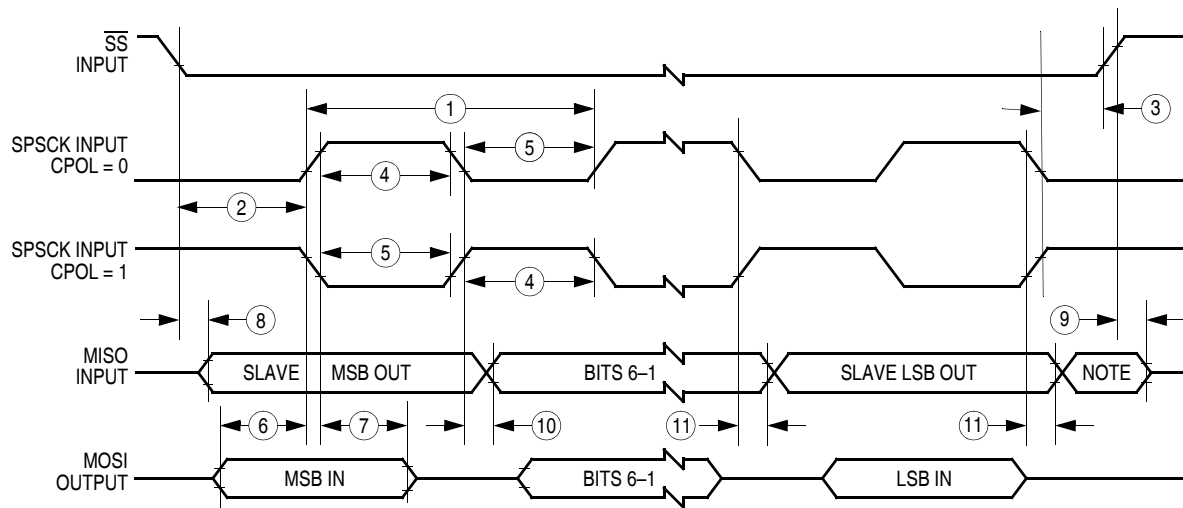 SS
INPUT
1
3
SPSCK INPUT
CPOL = 0
5
4
2
SPSCK INPUT
CPOL = 1
5
4
8
9
MISO
INPUT
SLAVE MSB OUT
BITS 6–1
SLAVE LSB OUT
NOTE
6
7
10
11
11
MOSI
OUTPUT
MSB IN
BITS 6–1
LSB IN